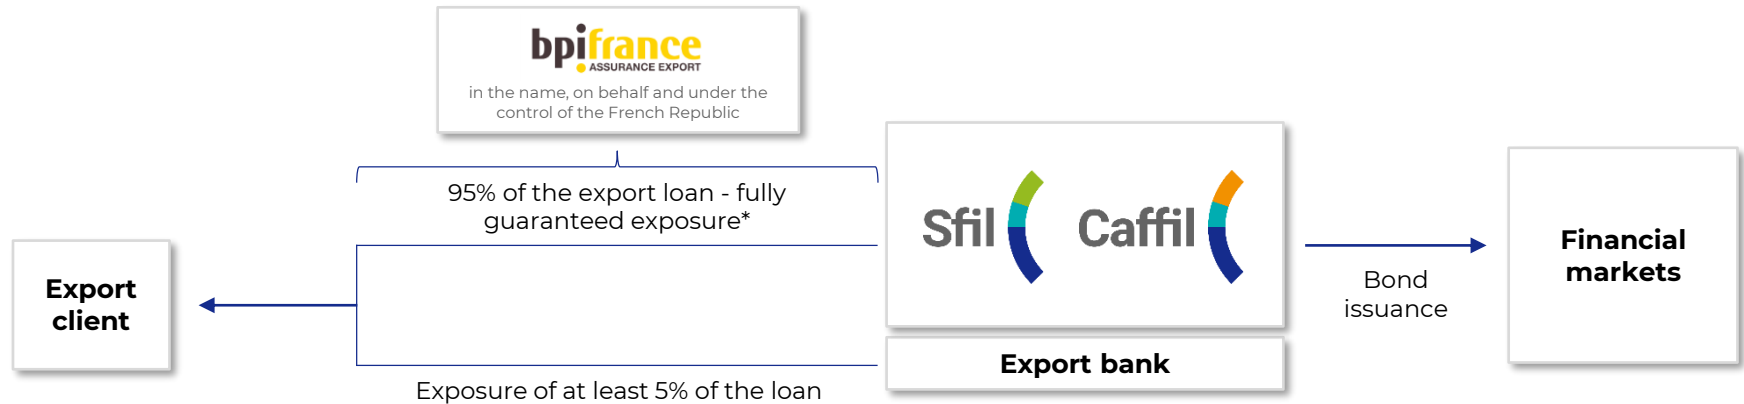 bpifrance
ASSURANCE EXPORT
in the name, on behalf and under the
control of the French Republic
95% of the export loan - fully
guaranteed exposure*
Sfil
Caffil
Export
client
Bond
issuance
Financial
markets
Export bank
Exposure of at least 5% of the loan